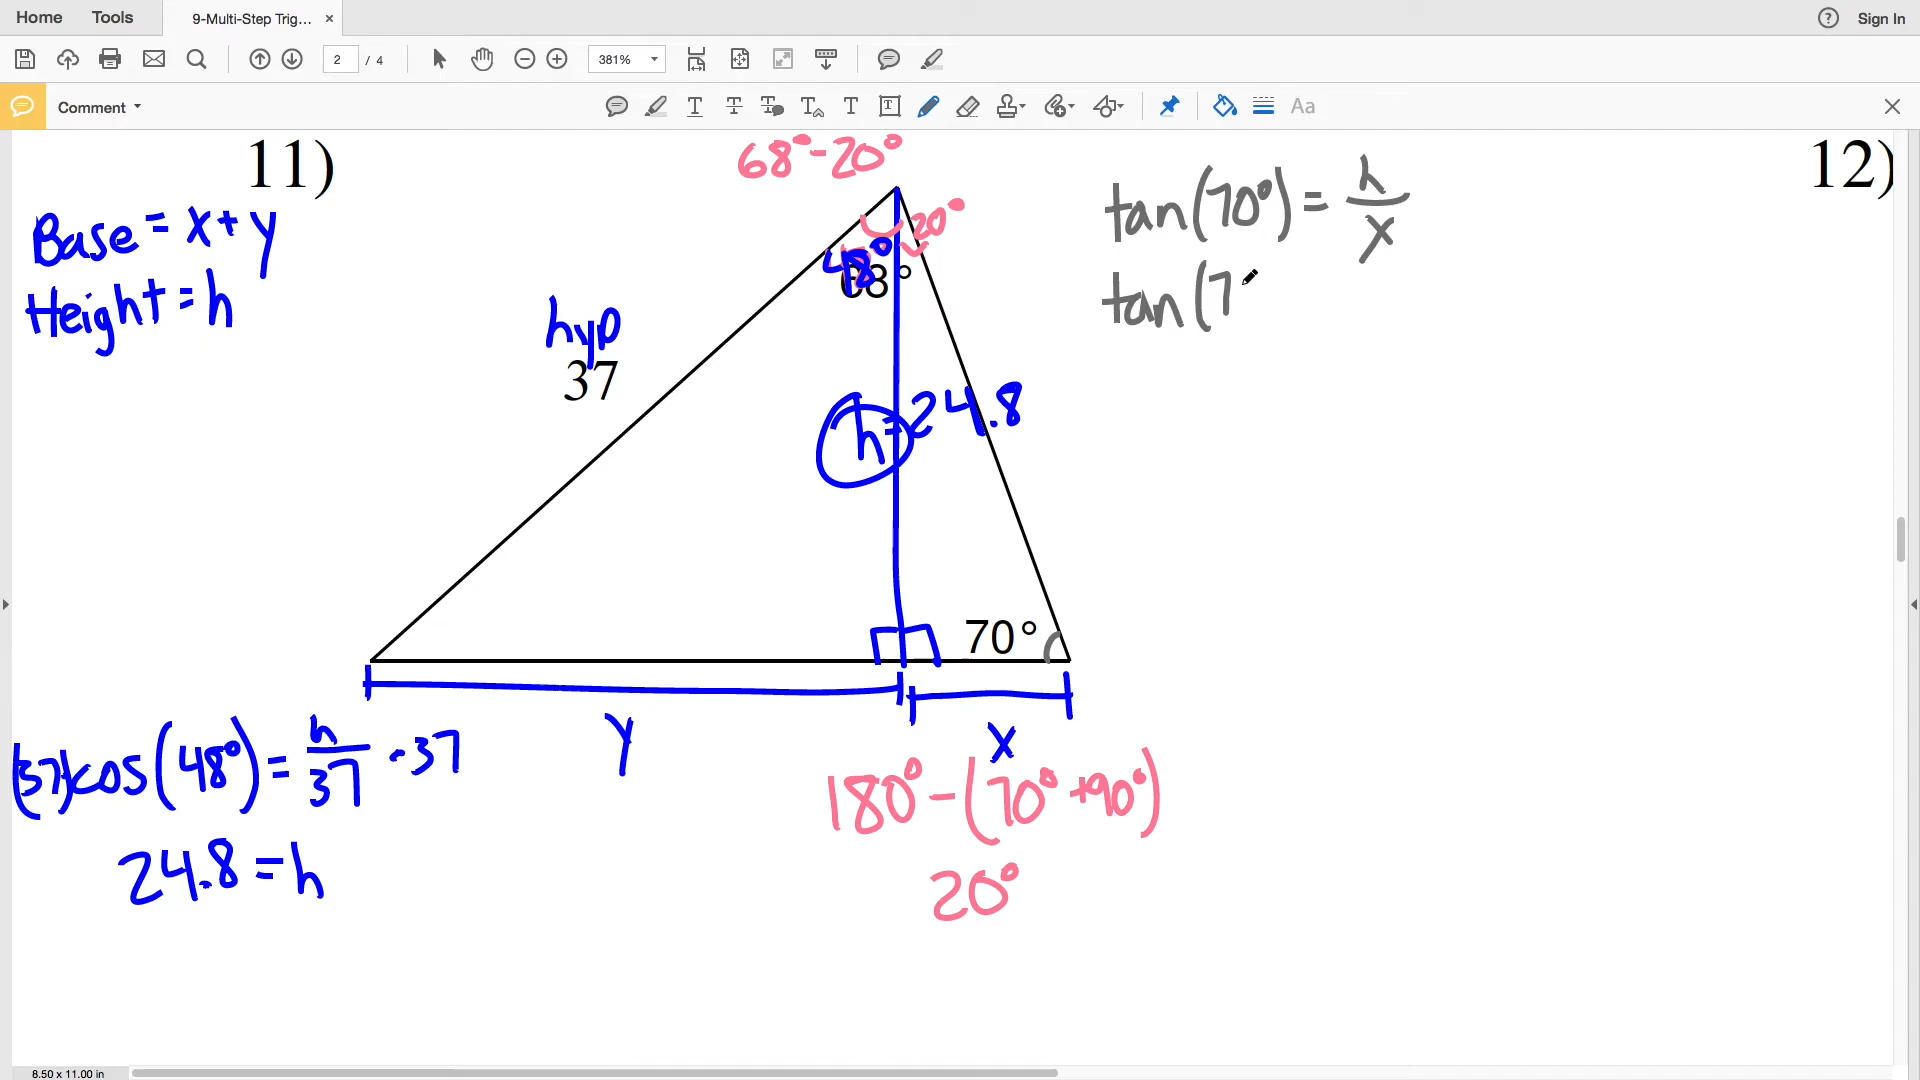 Home Tools 9-Multi-Step Trig... × Sign In
2 / 4 381%
Comment Aa
11)
12)
68°-20°
20°
48°
68°
Base = x + y
Height = h
hyp
37
h = 24.8
70°
y
x
tan(70°) = h/x
tan(7
(37)cos(48°) = h/37 · 37
24.8 = h
180° - (70° + 90°)
20°
8.50 x 11.00 in